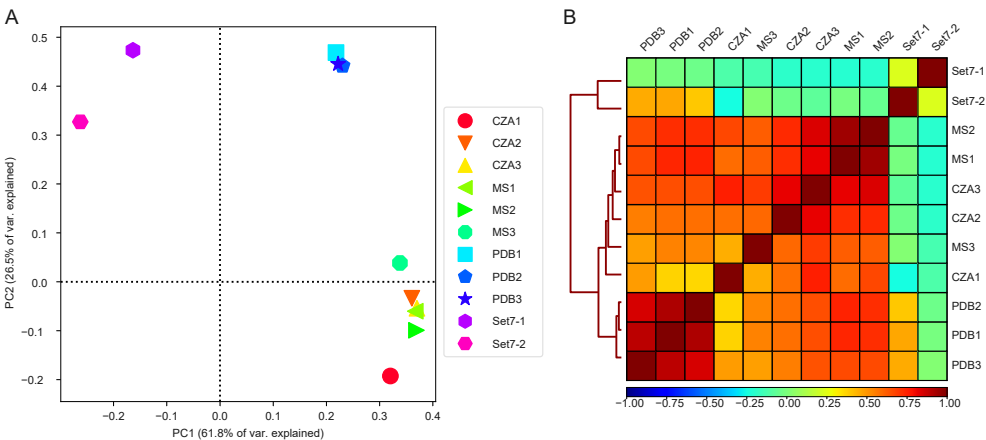 A
0.5
0.4
0.3
0.2
0.1
0.0
−0.1
−0.2
PC2 (26.5% of var. explained)
−0.2
−0.1
0.0
0.1
0.2
0.3
0.4
PC1 (61.8% of var. explained)
CZA1
CZA2
CZA3
MS1
MS2
MS3
PDB1
PDB2
PDB3
Set7-1
Set7-2
B
PDB3
PDB1
PDB2
CZA1
MS3
CZA2
CZA3
MS1
MS2
Set7-1
Set7-2
Set7-1
Set7-2
MS2
MS1
CZA3
CZA2
MS3
CZA1
PDB2
PDB1
PDB3
−1.00
−0.75
−0.50
−0.25
0.00
0.25
0.50
0.75
1.00